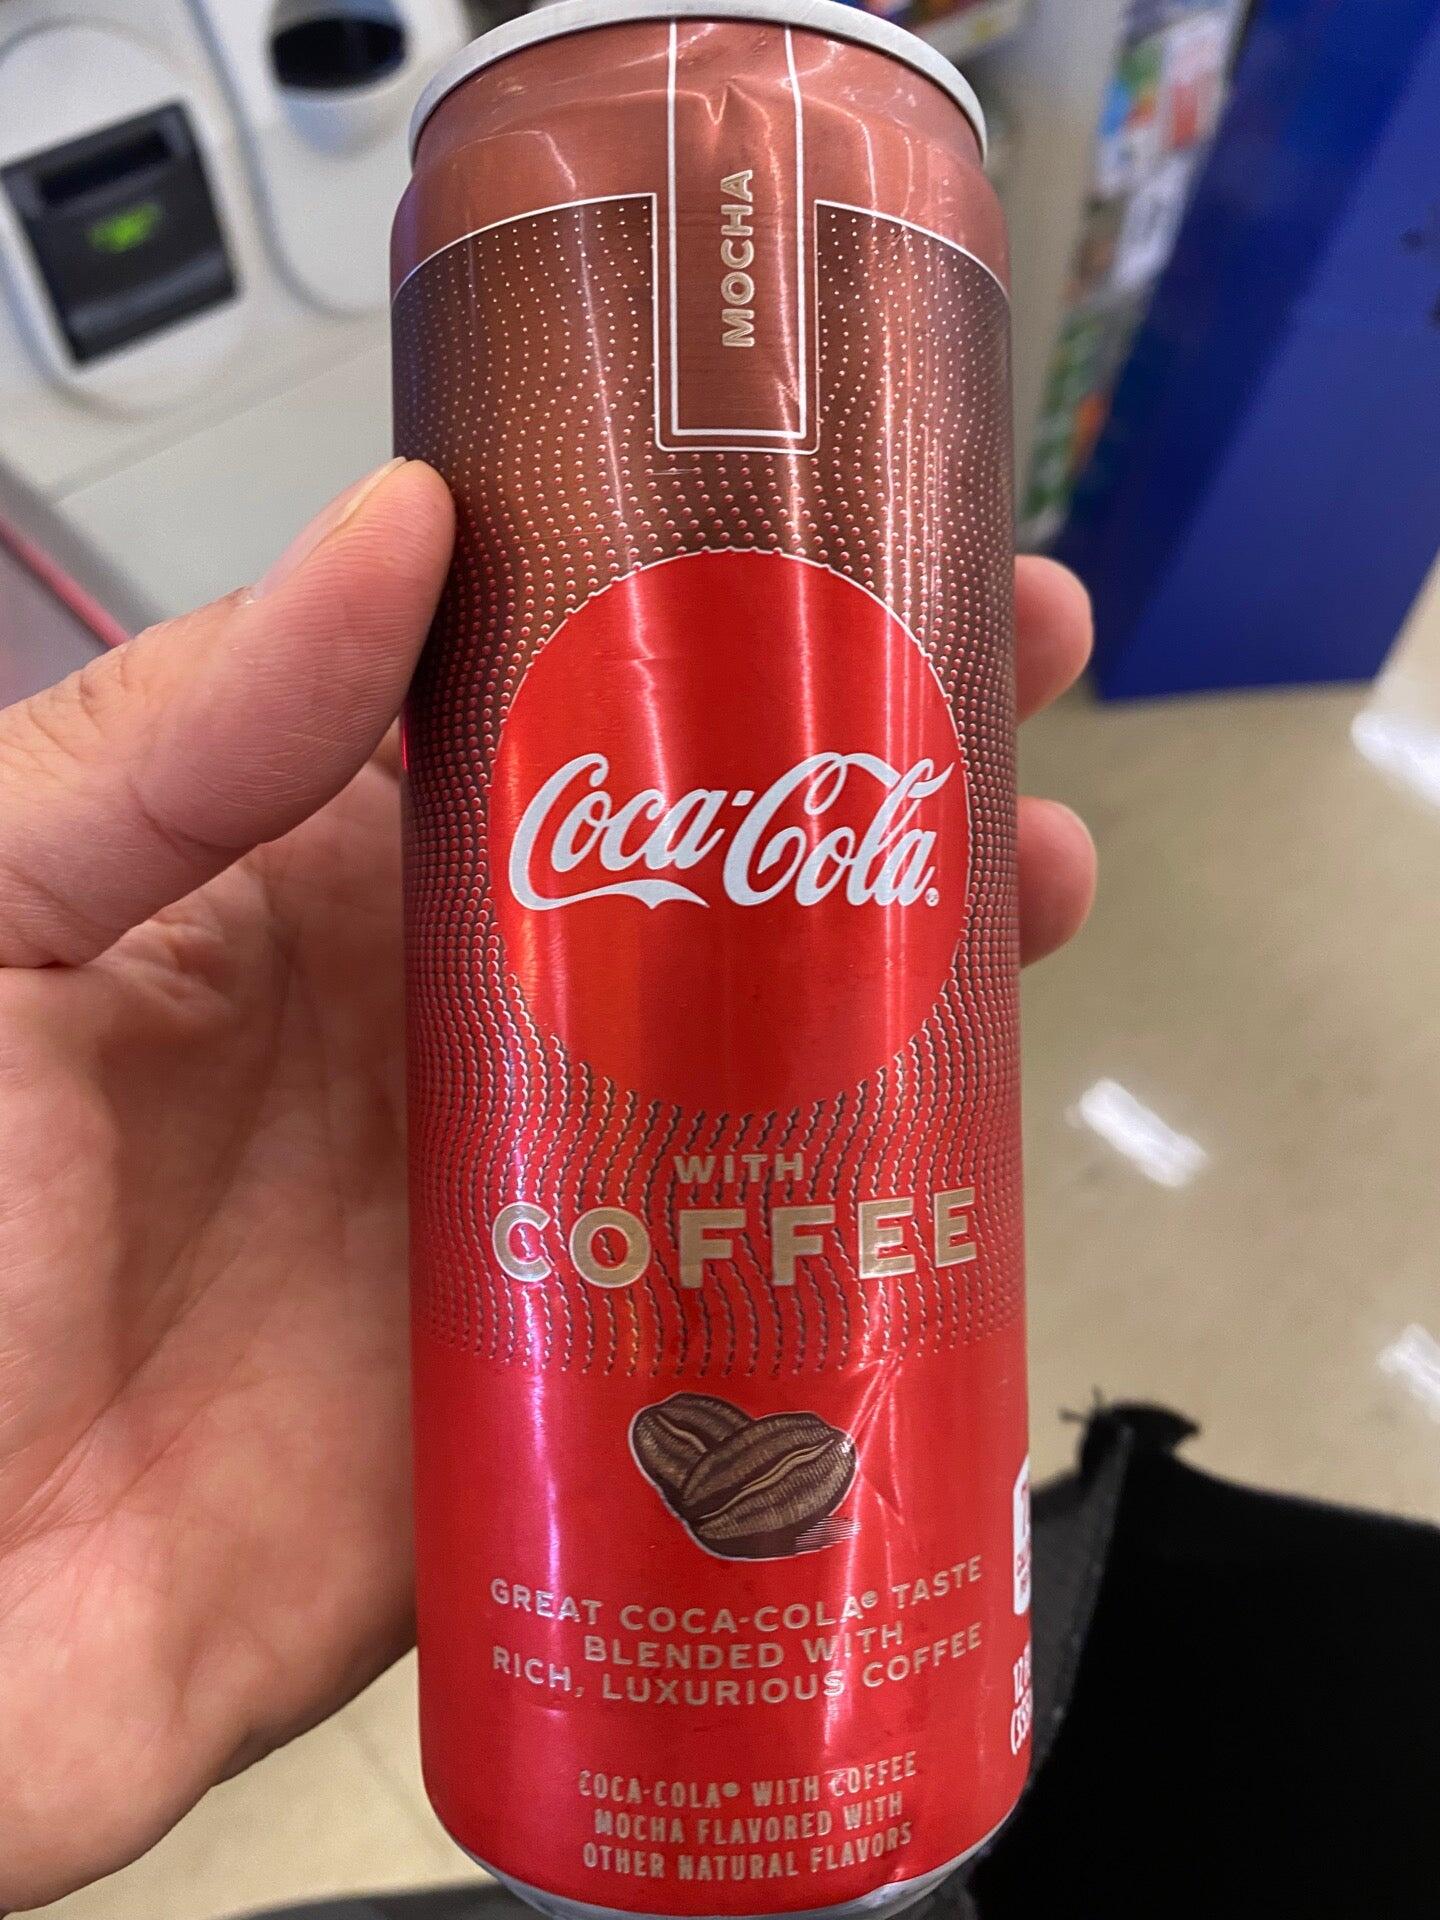 MOCHA
Coca-Cola®
WITH
COFFEE
GREAT COCA-COLA® TASTE
BLENDED WITH
RICH, LUXURIOUS COFFEE
COCA-COLA® WITH COFFEE
MOCHA FLAVORED WITH
OTHER NATURAL FLAVORS